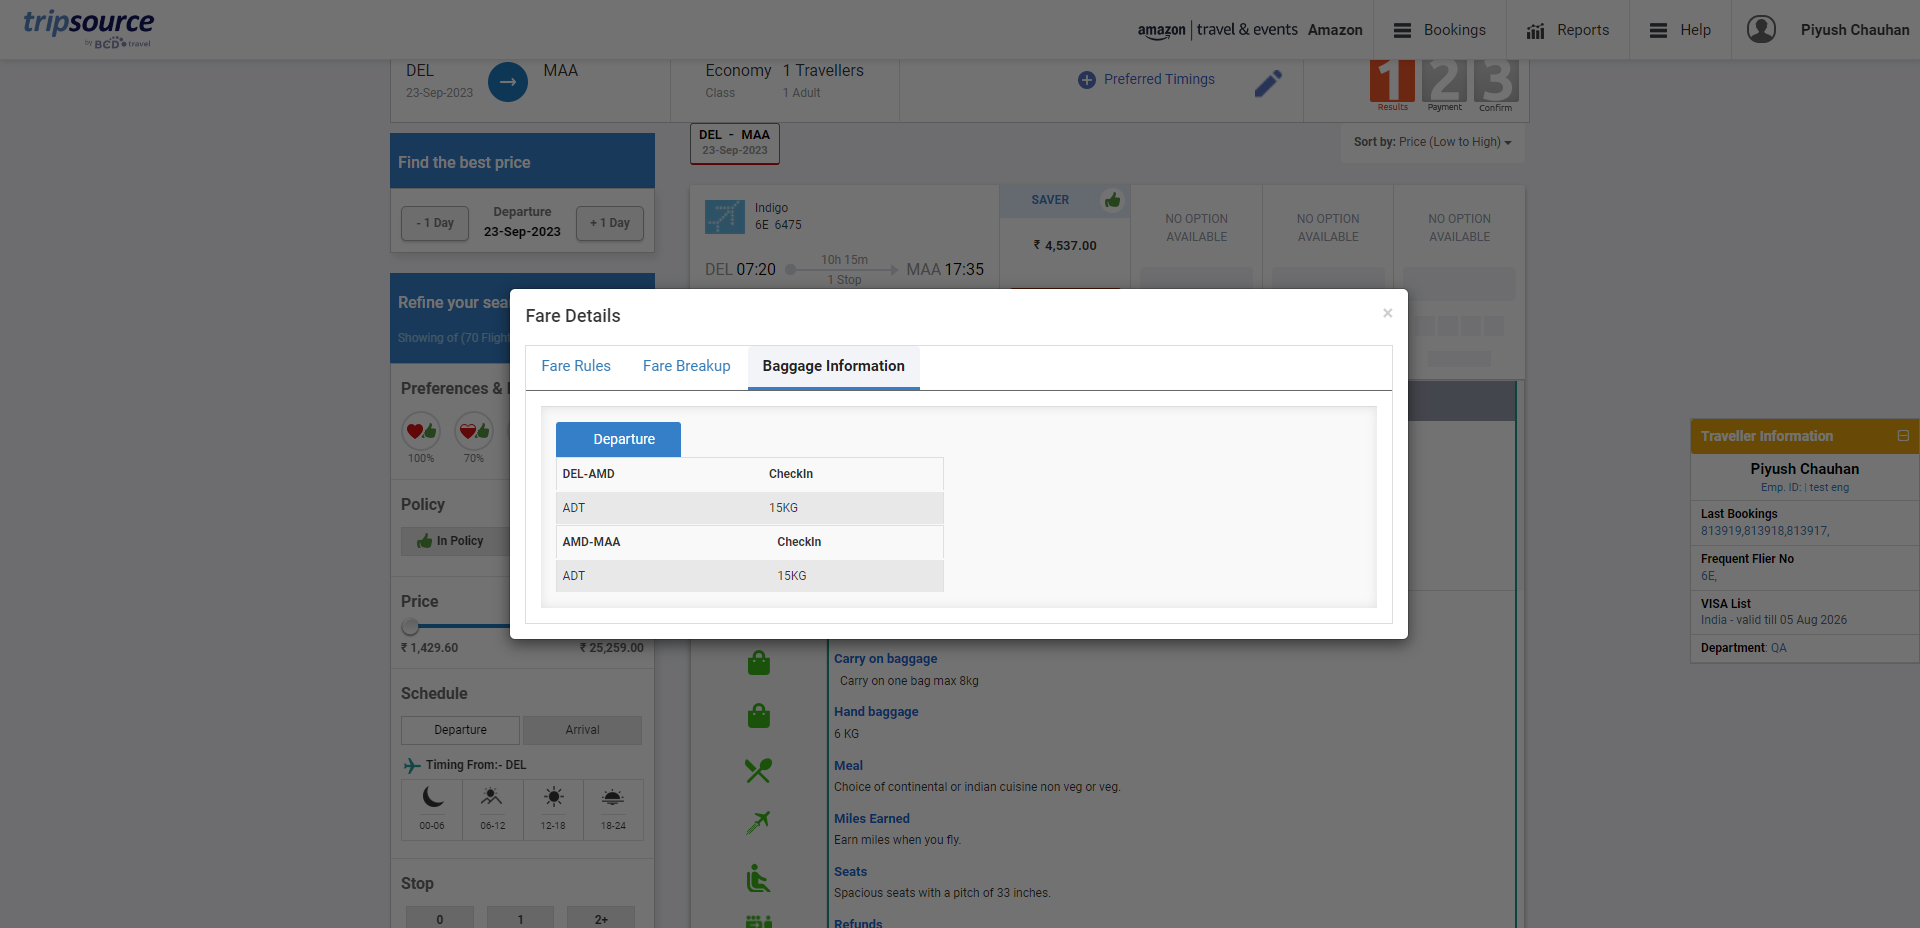 tripsource
by BCD travel
amazon | travel & events Amazon
Bookings
Reports
Help
Piyush Chauhan
DEL
MAA
23-Sep-2023
Economy 1 Travellers
Class 1 Adult
Preferred Timings
1 2 3
Results Payment Confirm
DEL - MAA
23-Sep-2023
Sort by: Price (Low to High)
Find the best price
- 1 Day
Departure
23-Sep-2023
+ 1 Day
Indigo
6E 6475
DEL 07:20
10h 15m
1 Stop
MAA 17:35
SAVER
₹ 4,537.00
NO OPTION
AVAILABLE
NO OPTION
AVAILABLE
NO OPTION
AVAILABLE
Refine your sea
Showing of (70 Flight
Preferences &
100% 70%
Policy
In Policy
Price
₹ 1,429.60 ₹ 25,259.00
Schedule
Departure Arrival
Timing From:- DEL
00-06 06-12 12-18 18-24
Stop
0 1 2+
Fare Details
×
Fare Rules Fare Breakup Baggage Information
Departure
DEL-AMD CheckIn
ADT 15KG
AMD-MAA CheckIn
ADT 15KG
Carry on baggage
Carry on one bag max 8kg
Hand baggage
6 KG
Meal
Choice of continental or indian cuisine non veg or veg.
Miles Earned
Earn miles when you fly.
Seats
Spacious seats with a pitch of 33 inches.
Refunds
Traveller Information
Piyush Chauhan
Emp. ID: | test eng
Last Bookings
813919,813918,813917,
Frequent Flier No
6E,
VISA List
India - valid till 05 Aug 2026
Department: QA